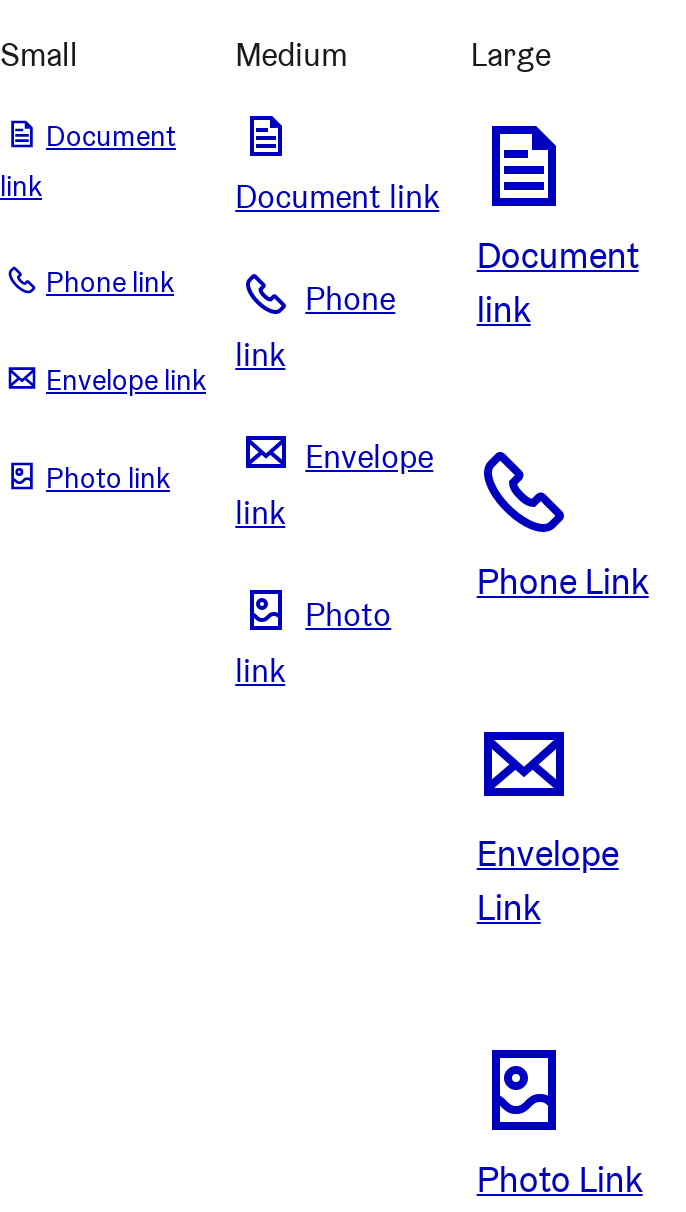 Small
Document
link
Phone link
Envelope link
Photo link
Medium
Document link
Phone
link
Envelope
link
Photo
link
Large
Document
link
Phone Link
Envelope
Link
Photo Link